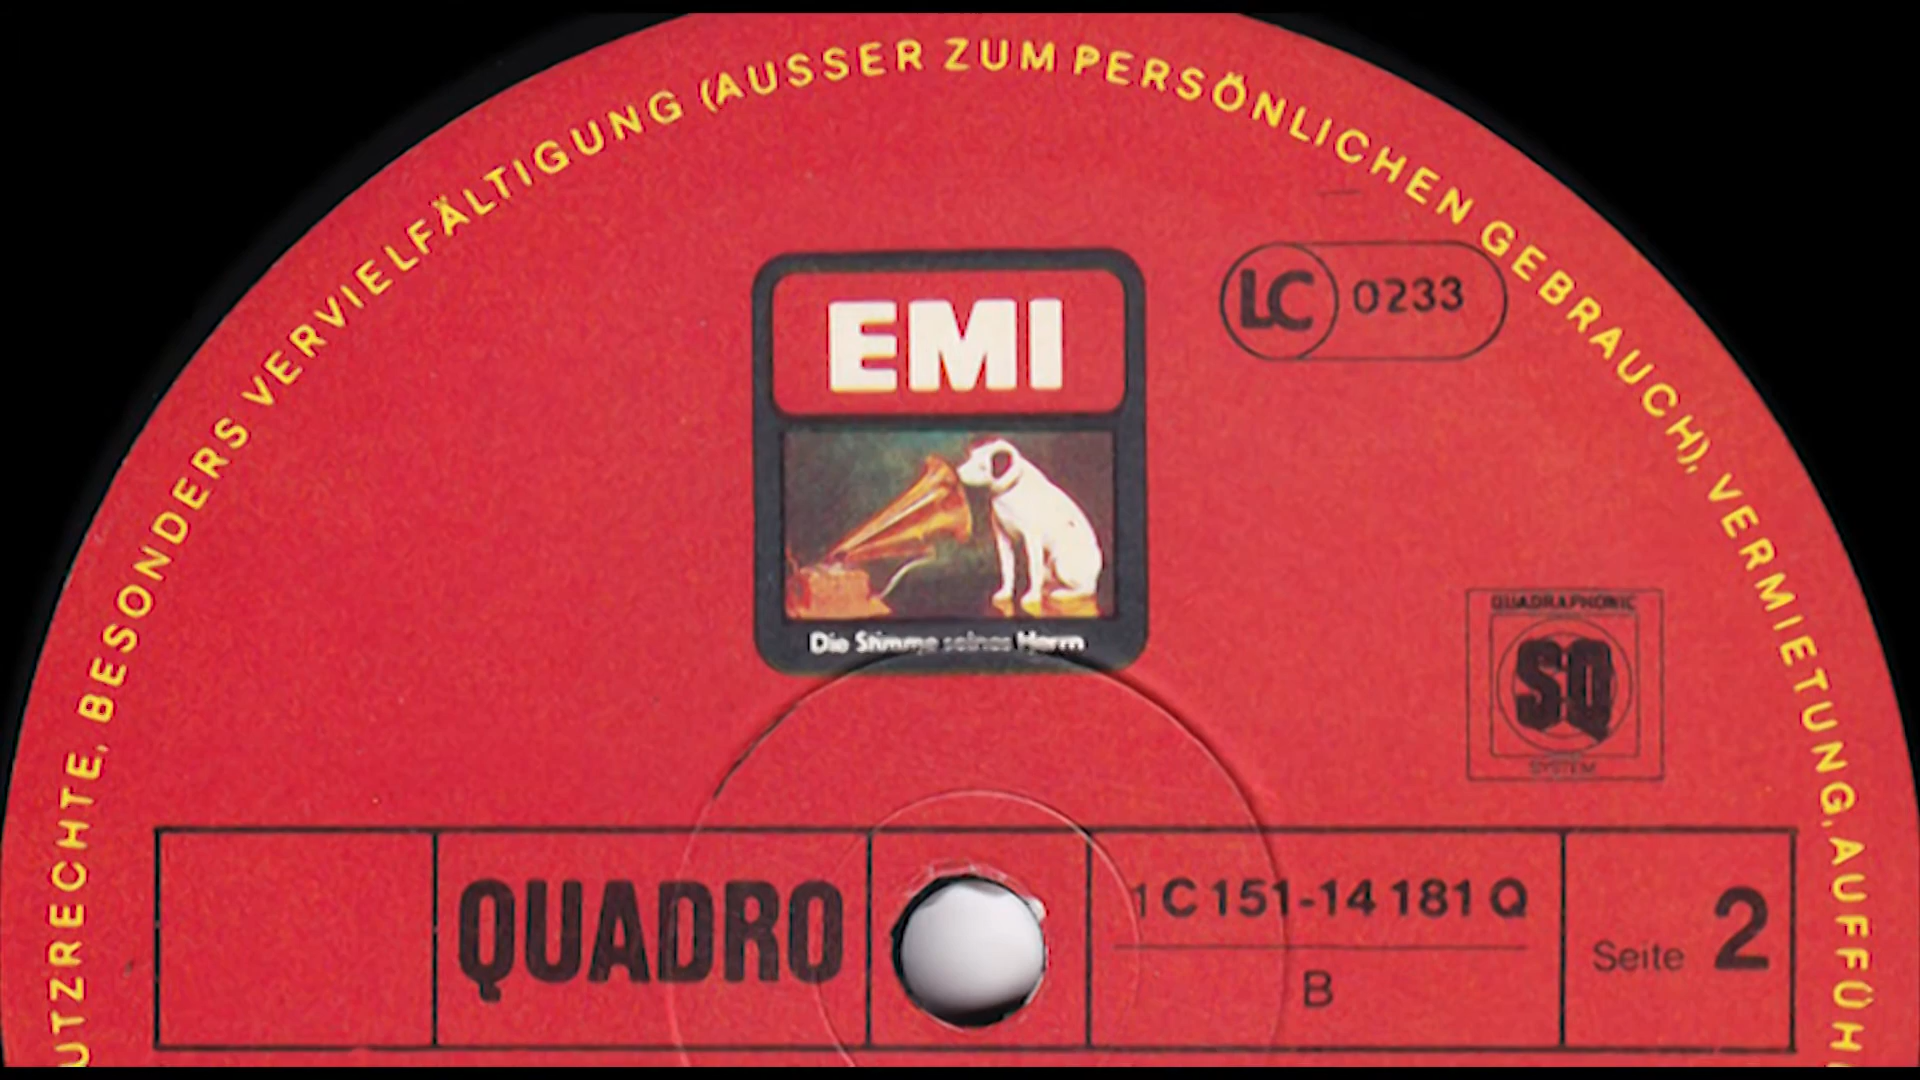 UTZRECHTE, BESONDERS VERVIELFÄLTIGUNG (AUSSER ZUM PERSÖNLICHEN GEBRAUCH), VERMIETUNG, AUFFÜH
EMI
LC 0233
Die Stimme seines Herrn
QUADRAPHONIC
SQ
SYSTEM
QUADRO
1 C 151-14 181 Q
B
Seite 2